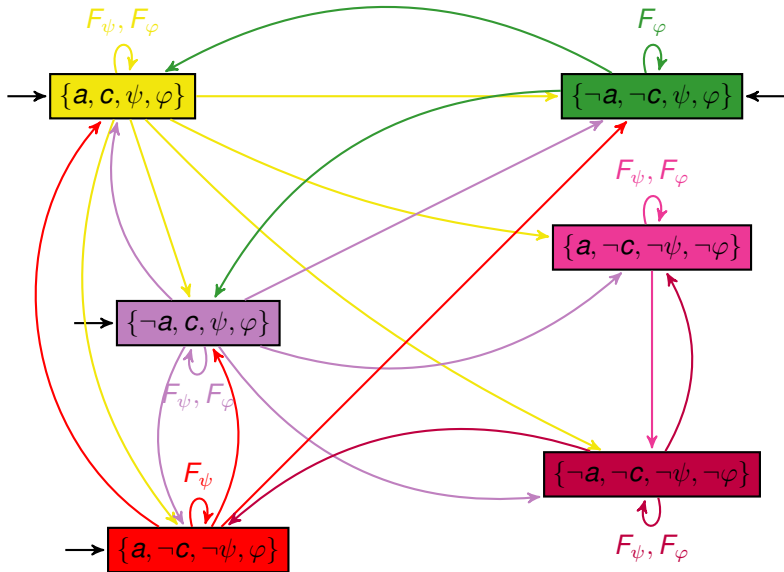 F_ψ, F_φ
F_φ
{a, c, ψ, φ}
{¬a, ¬c, ψ, φ}
F_ψ, F_φ
{a, ¬c, ¬ψ, ¬φ}
{¬a, c, ψ, φ}
F_ψ, F_φ
{¬a, ¬c, ¬ψ, ¬φ}
F_ψ
{a, ¬c, ¬ψ, φ}
F_ψ, F_φ